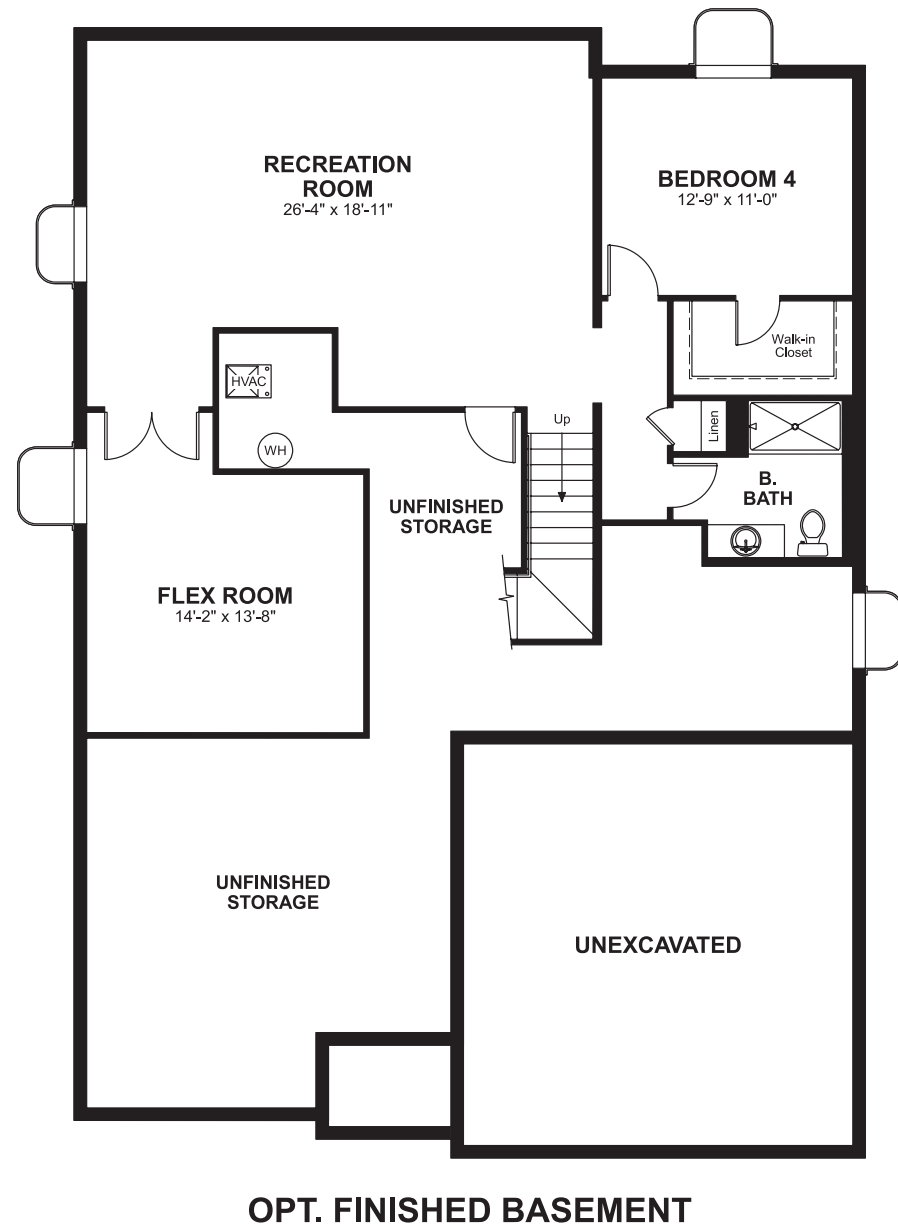 RECREATION
ROOM
26'-4" x 18'-11"
BEDROOM 4
12'-9" x 11'-0"
Walk-in
Closet
HVAC
WH
Up
Linen
B.
BATH
UNFINISHED
STORAGE
FLEX ROOM
14'-2" x 13'-8"
UNFINISHED
STORAGE
UNEXCAVATED
OPT. FINISHED BASEMENT